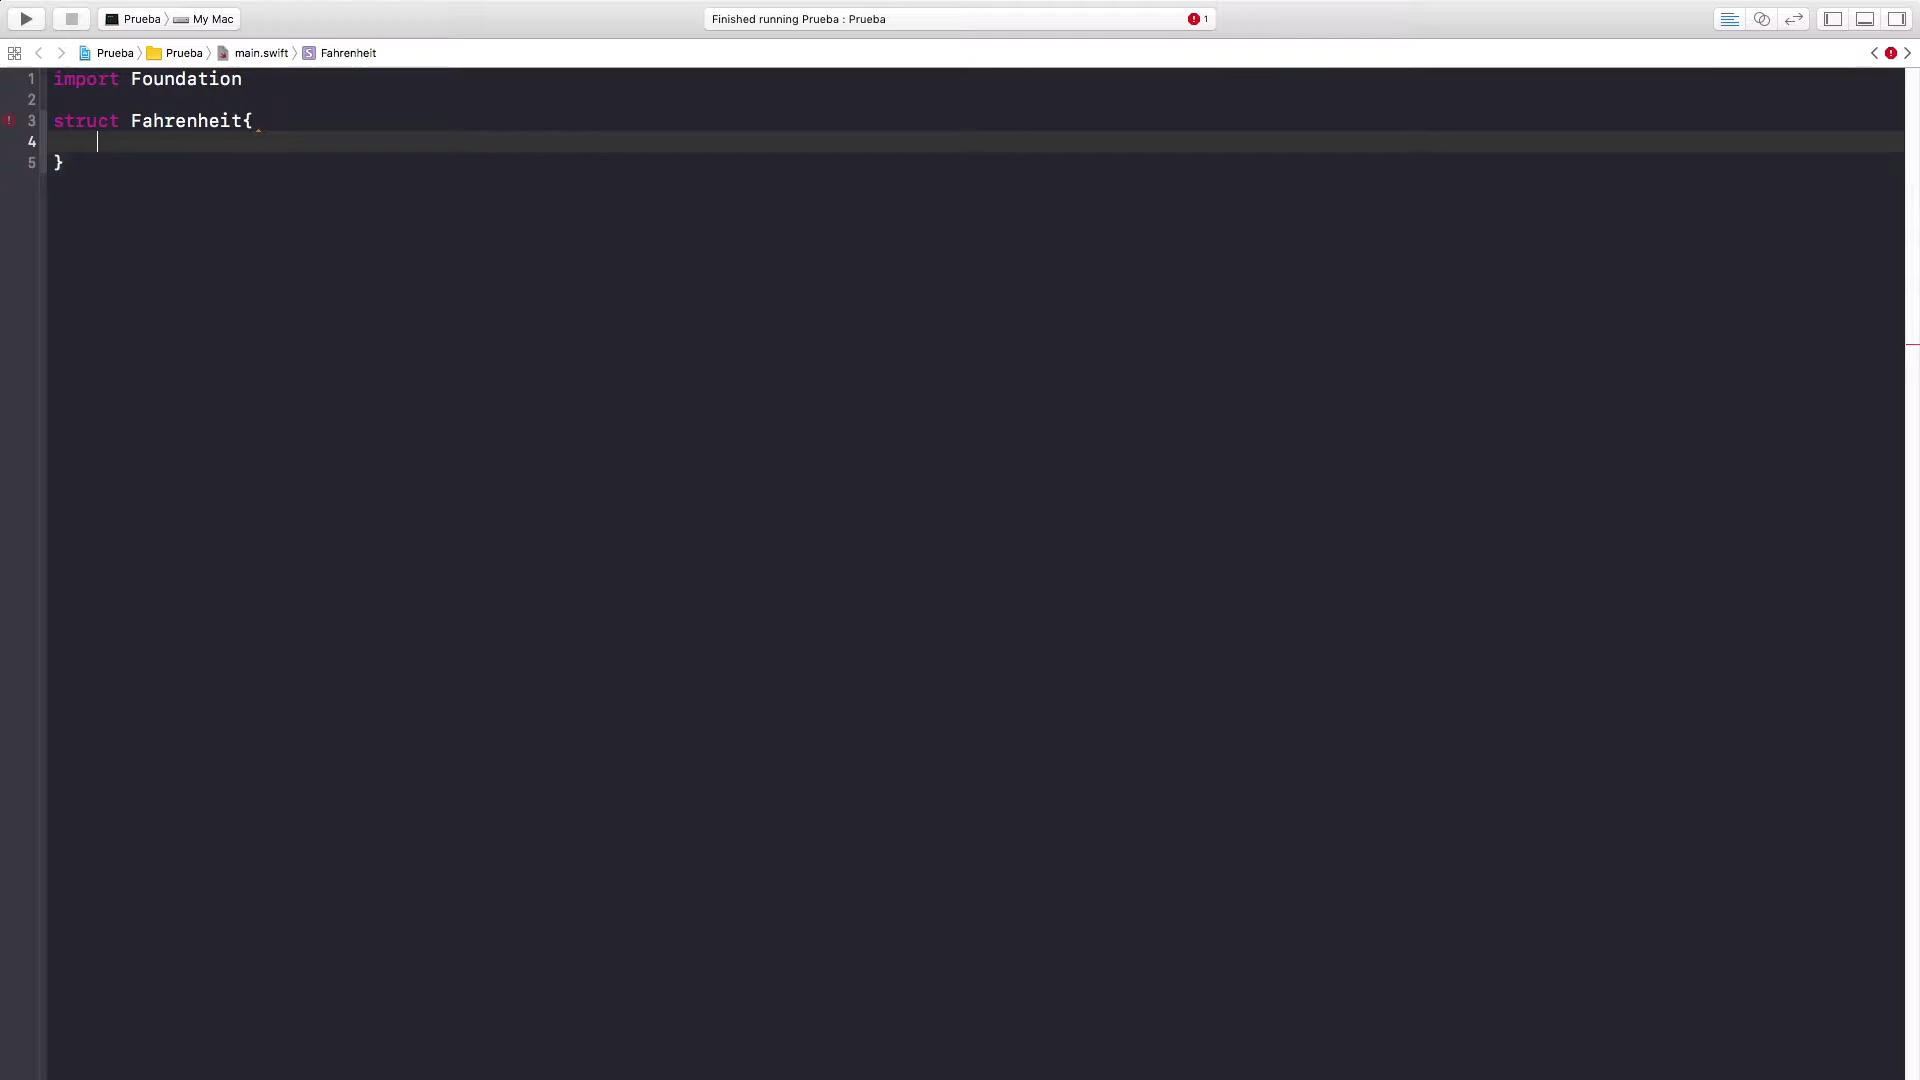 Prueba My Mac Finished running Prueba : Prueba 1
Prueba Prueba main.swift S Fahrenheit
1 import Foundation
2
3 struct Fahrenheit{
4
5 }